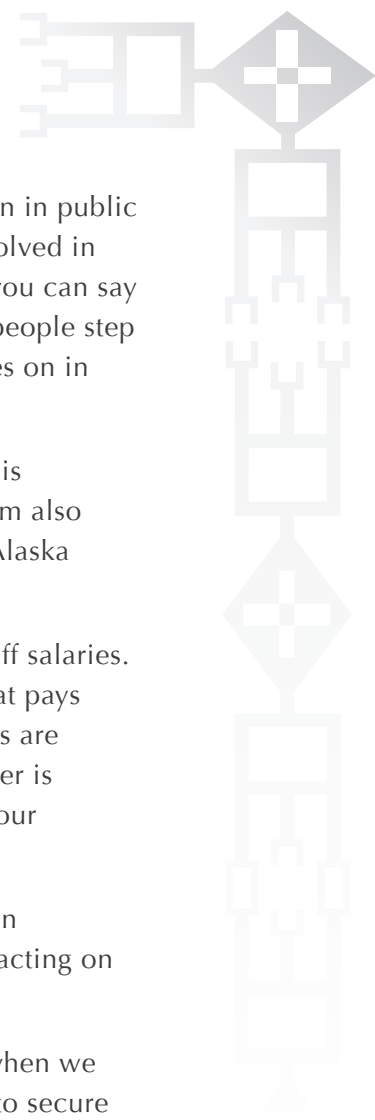 n in public
olved in
you can say
people step
es on in
is
m also
Alaska
ff salaries.
at pays
s are
er is
our
n
acting on
when we
to secure